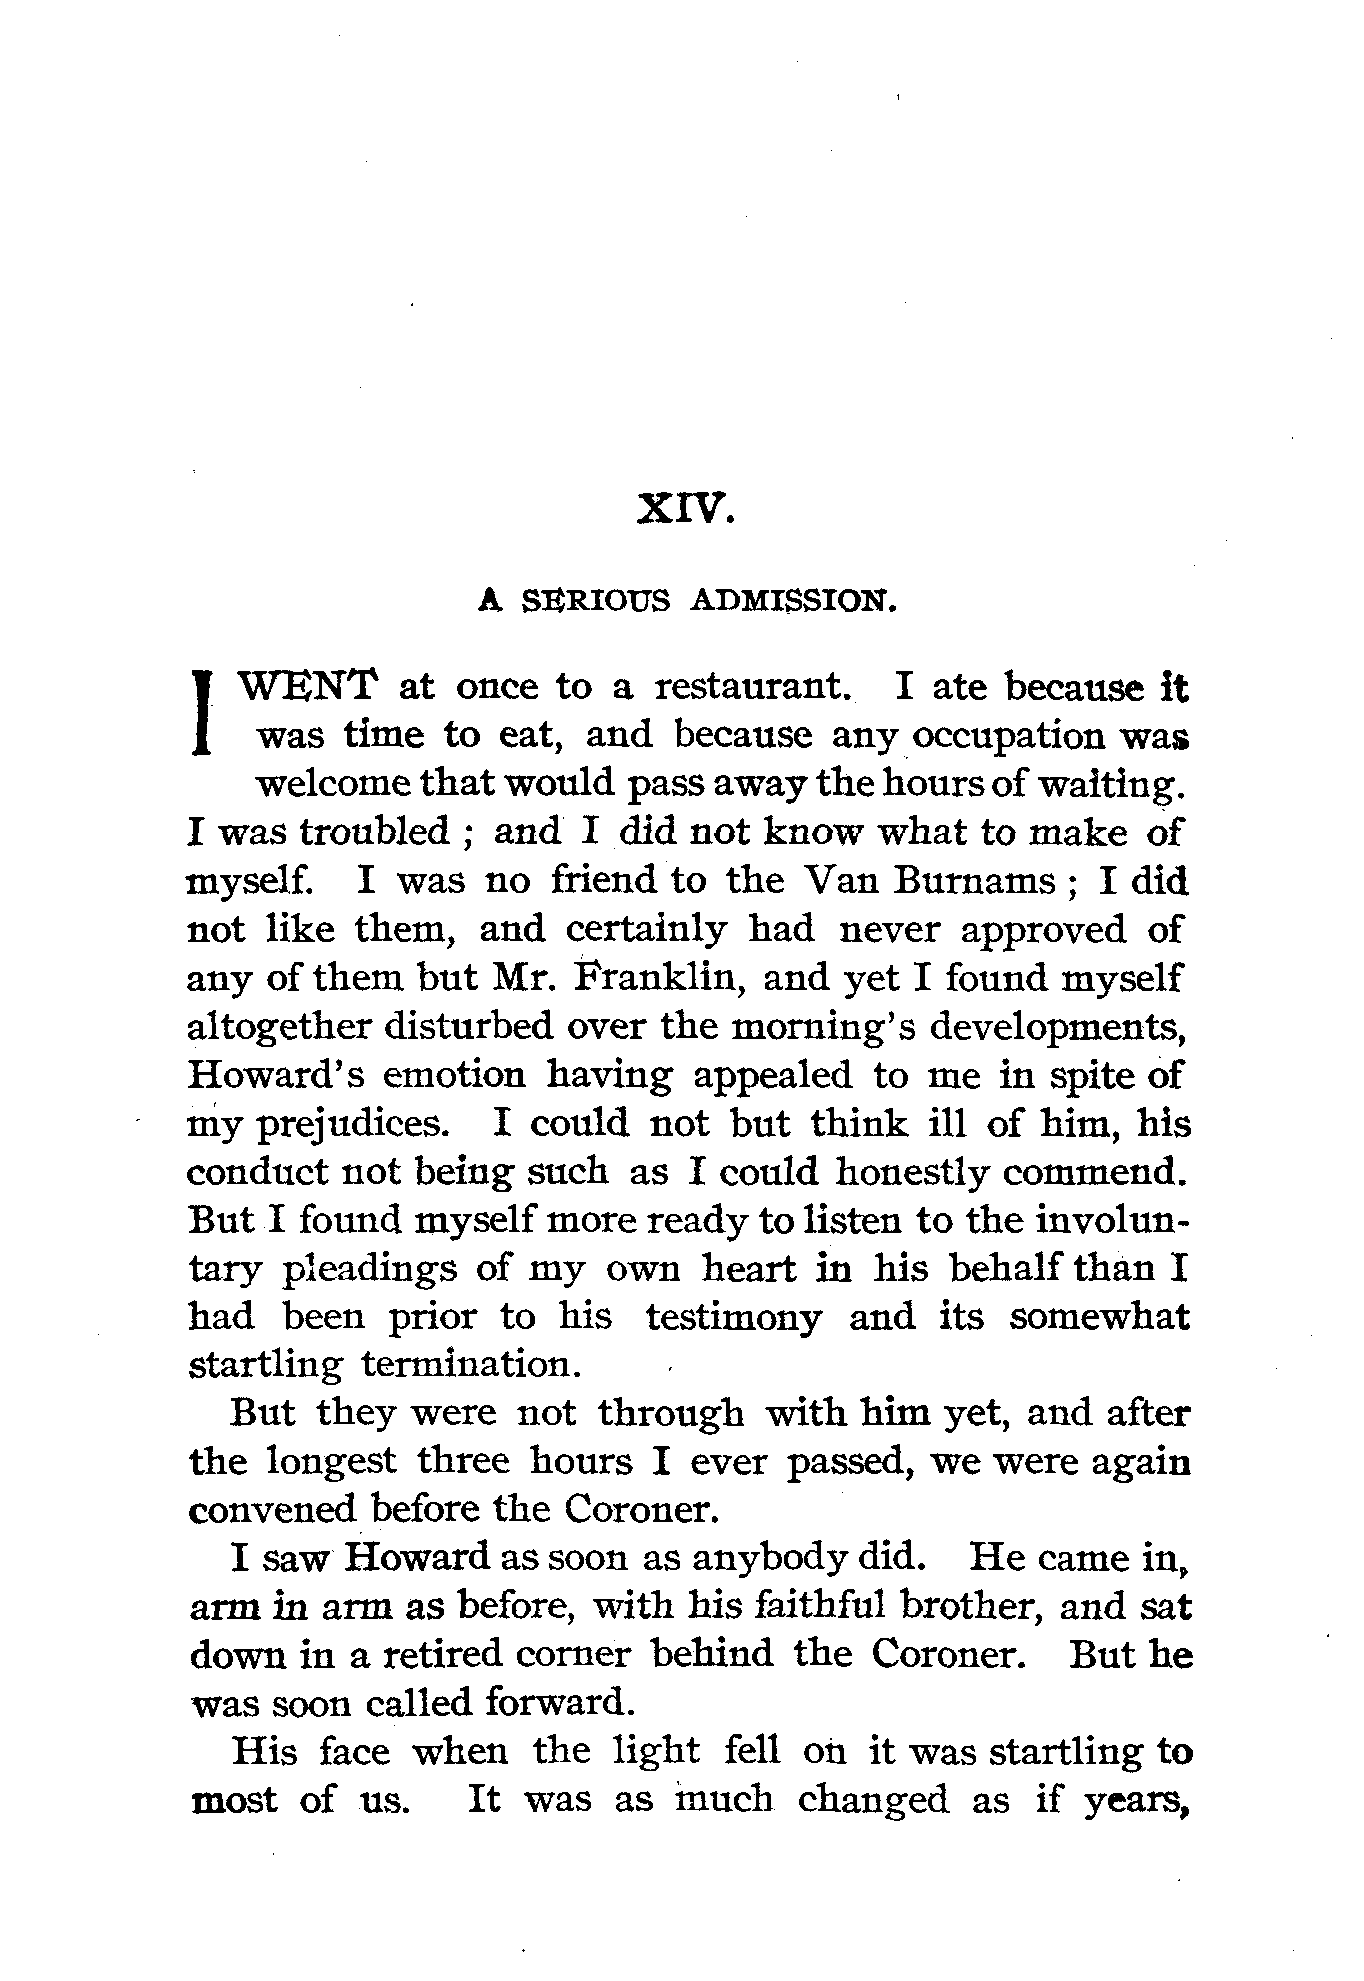 XIV.
A SERIOUS ADMISSION.
I WENT at once to a restaurant. I ate because it
was time to eat, and because any occupation was
welcome that would pass away the hours of waiting.
I was troubled ; and I did not know what to make of
myself. I was no friend to the Van Burnams ; I did
not like them, and certainly had never approved of
any of them but Mr. Franklin, and yet I found myself
altogether disturbed over the morning's developments,
Howard's emotion having appealed to me in spite of
my prejudices. I could not but think ill of him, his
conduct not being such as I could honestly commend.
But I found myself more ready to listen to the involun-
tary pleadings of my own heart in his behalf than I
had been prior to his testimony and its somewhat
startling termination.
But they were not through with him yet, and after
the longest three hours I ever passed, we were again
convened before the Coroner.
I saw Howard as soon as anybody did. He came in,
arm in arm as before, with his faithful brother, and sat
down in a retired corner behind the Coroner. But he
was soon called forward.
His face when the light fell on it was startling to
most of us. It was as much changed as if years,